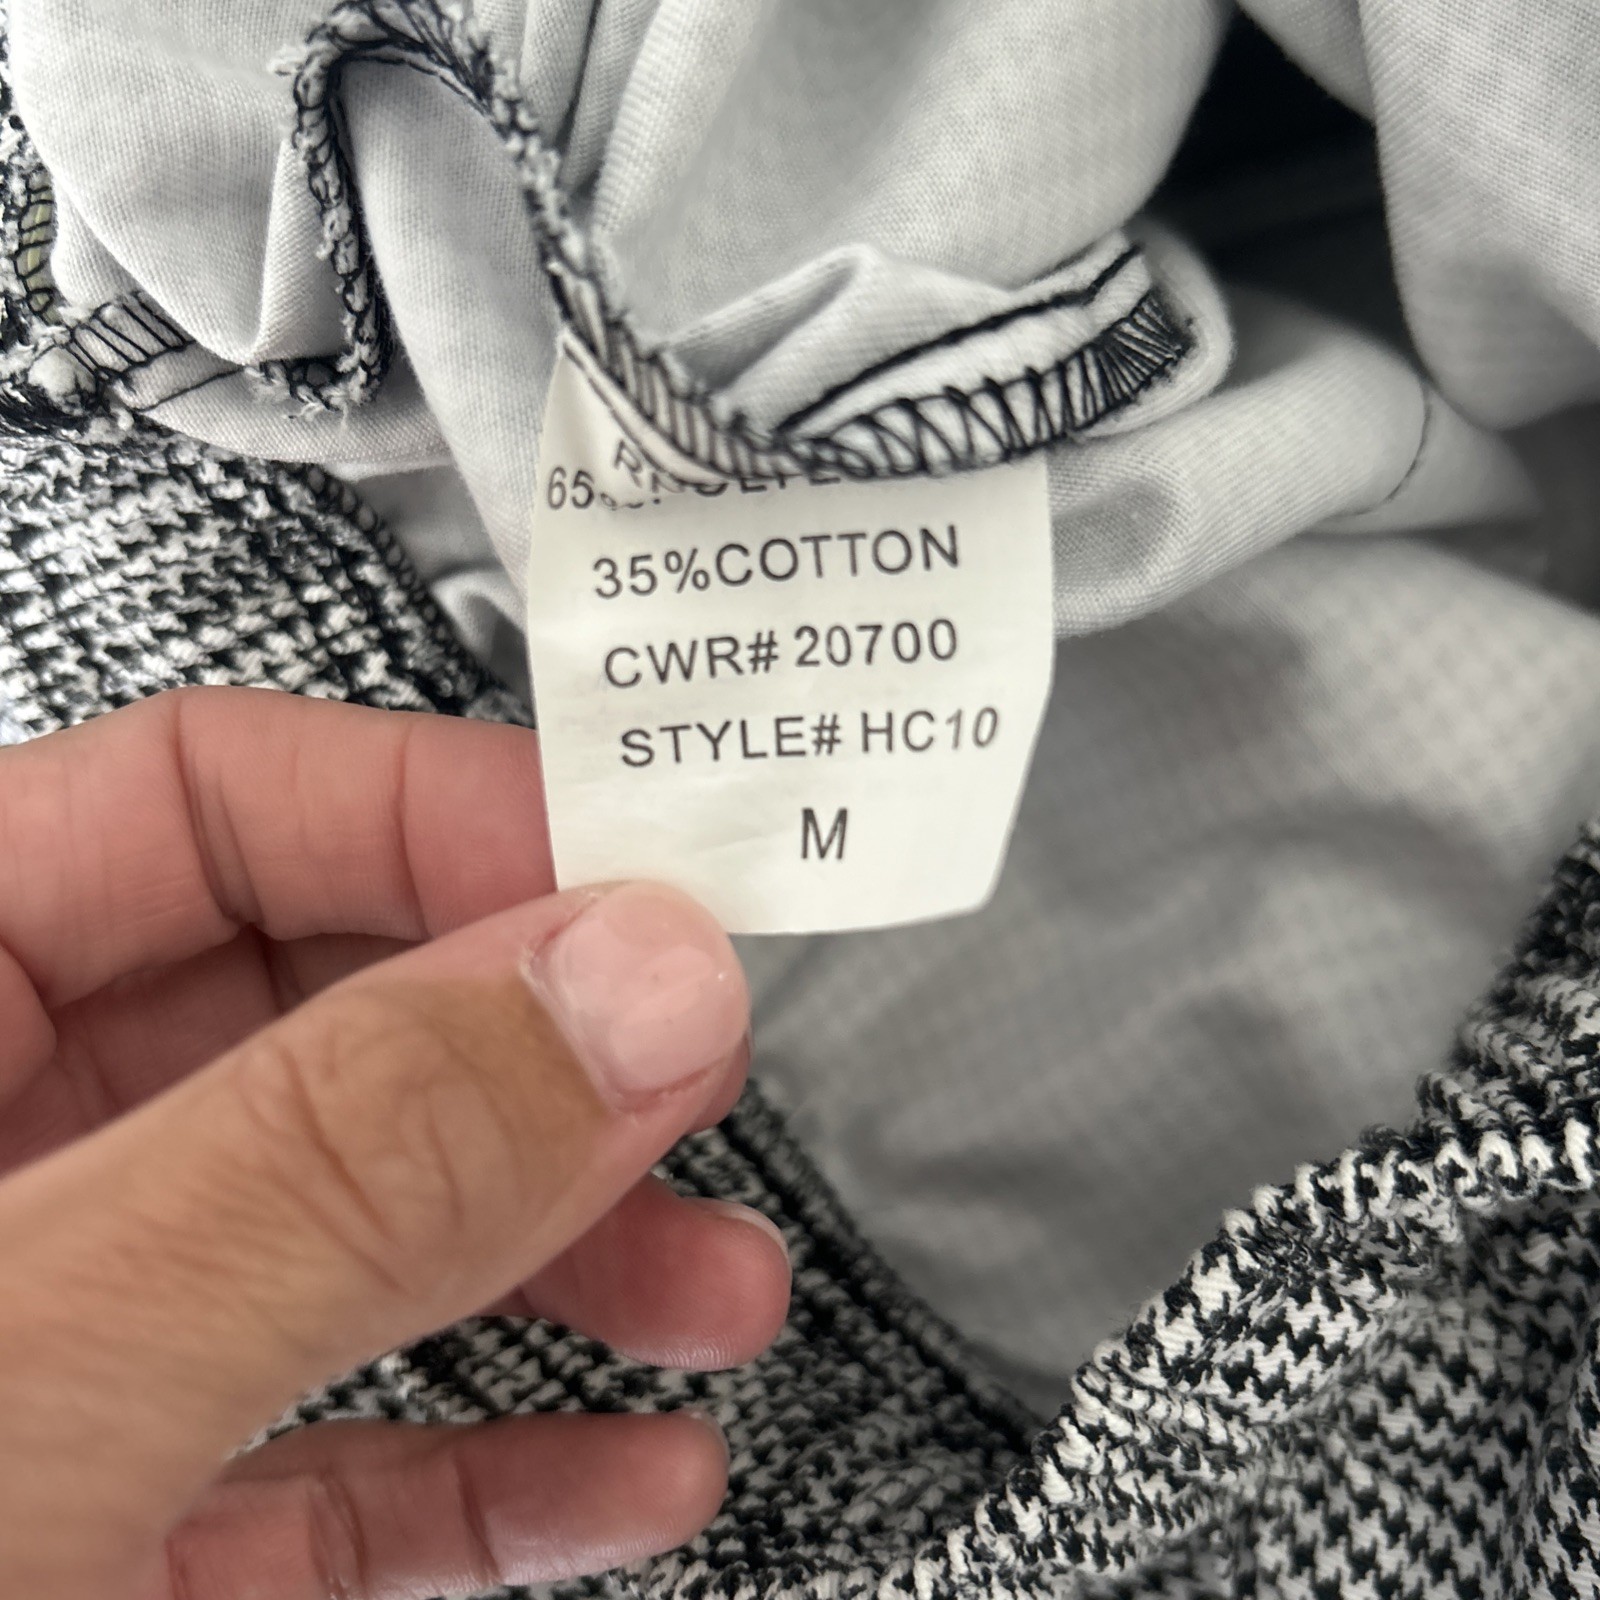 35%COTTON
CWR# 20700
STYLE# HC10
M